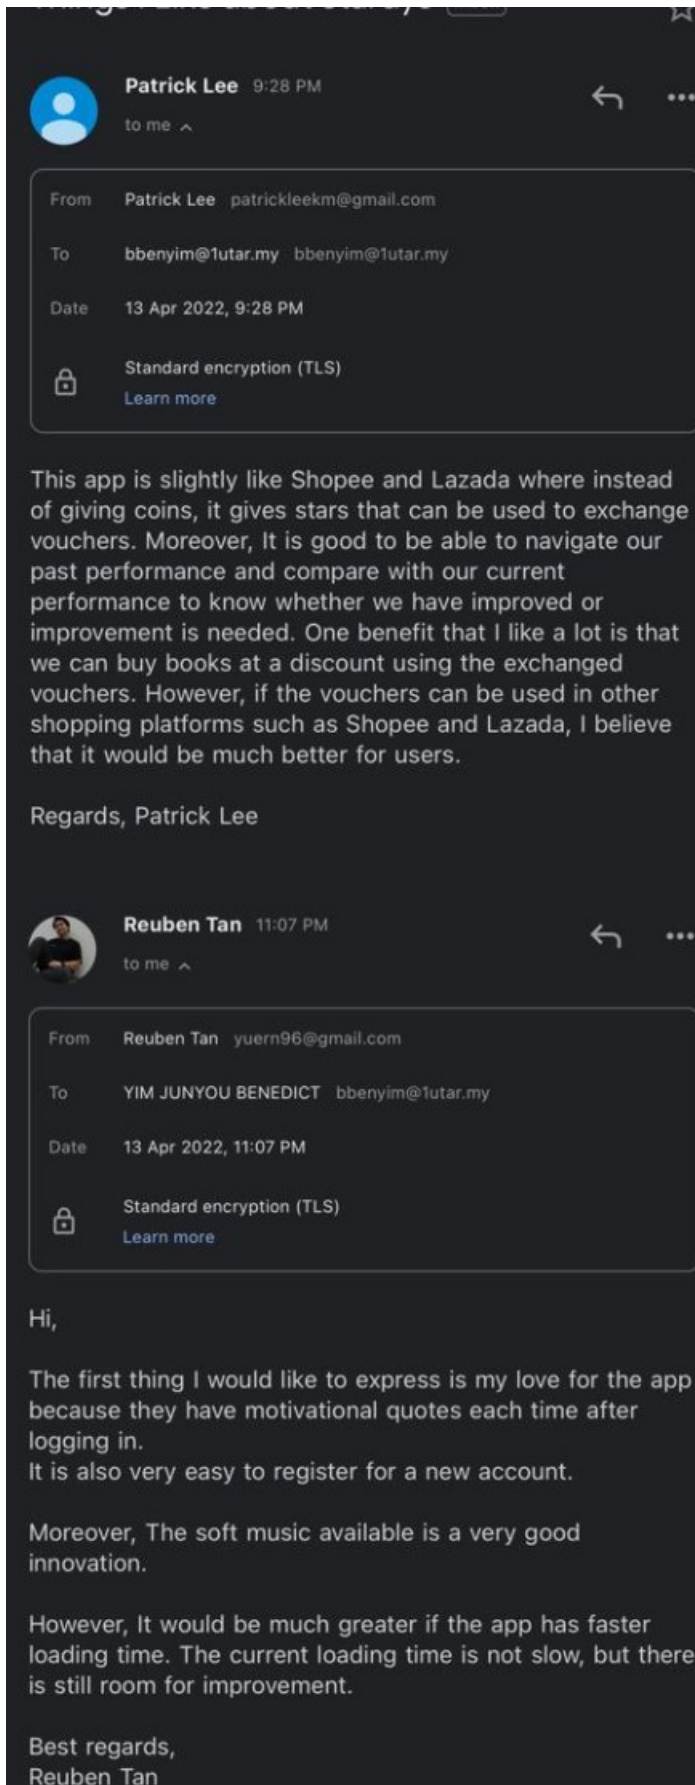 Patrick Lee 9:28 PM
to me
From Patrick Lee patrickleekm@gmail.com
To bbenyim@1utar.my bbenyim@1utar.my
Date 13 Apr 2022, 9:28 PM
Standard encryption (TLS)
Learn more
This app is slightly like Shopee and Lazada where instead
of giving coins, it gives stars that can be used to exchange
vouchers. Moreover, It is good to be able to navigate our
past performance and compare with our current
performance to know whether we have improved or
improvement is needed. One benefit that I like a lot is that
we can buy books at a discount using the exchanged
vouchers. However, if the vouchers can be used in other
shopping platforms such as Shopee and Lazada, I believe
that it would be much better for users.
Regards, Patrick Lee
Reuben Tan 11:07 PM
to me
From Reuben Tan yuern96@gmail.com
To YIM JUNYOU BENEDICT bbenyim@1utar.my
Date 13 Apr 2022, 11:07 PM
Standard encryption (TLS)
Learn more
Hi,
The first thing I would like to express is my love for the app
because they have motivational quotes each time after
logging in.
It is also very easy to register for a new account.
Moreover, The soft music available is a very good
innovation.
However, It would be much greater if the app has faster
loading time. The current loading time is not slow, but there
is still room for improvement.
Best regards,
Reuben Tan